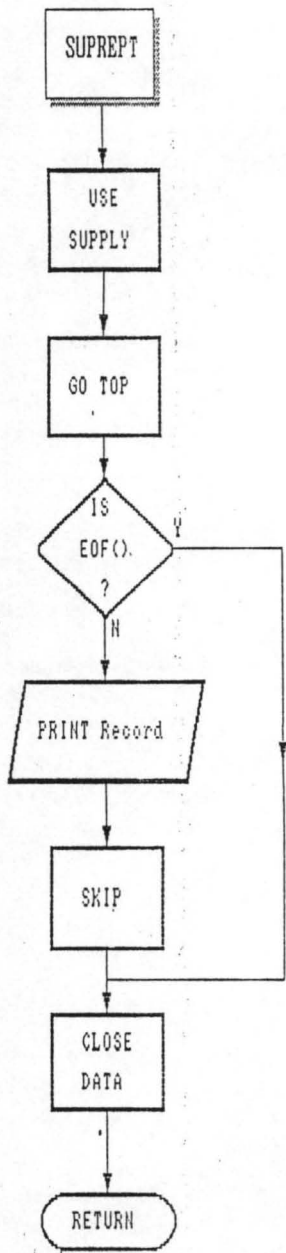 SUPREPT
USE
SUPPLY
GO TOP
IS
EOF().
?
Y
N
PRINT Record
SKIP
CLOSE
DATA
RETURN